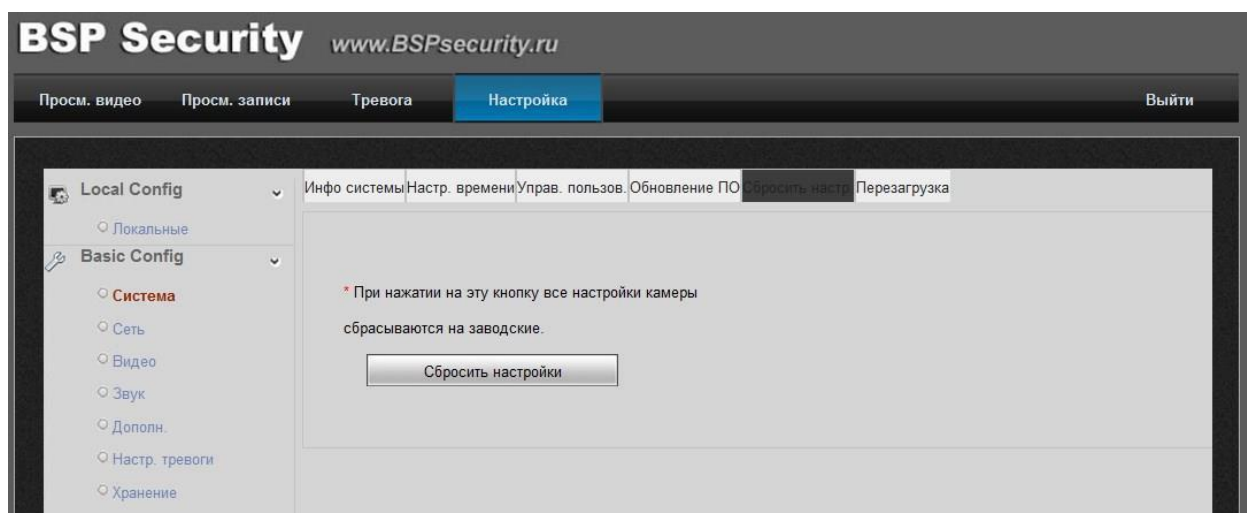 BSP Security www.BSPsecurity.ru
Просм. видео Просм. записи Тревога Настройка Выйти
Local Config
Локальные
Basic Config
Система
Сеть
Видео
Звук
Дополн.
Настр. тревоги
Хранение
Инфо системы Настр. времени Управ. пользов. Обновление ПО Сбросить настр. Перезагрузка
* При нажатии на эту кнопку все настройки камеры
сбрасываются на заводские.
Сбросить настройки